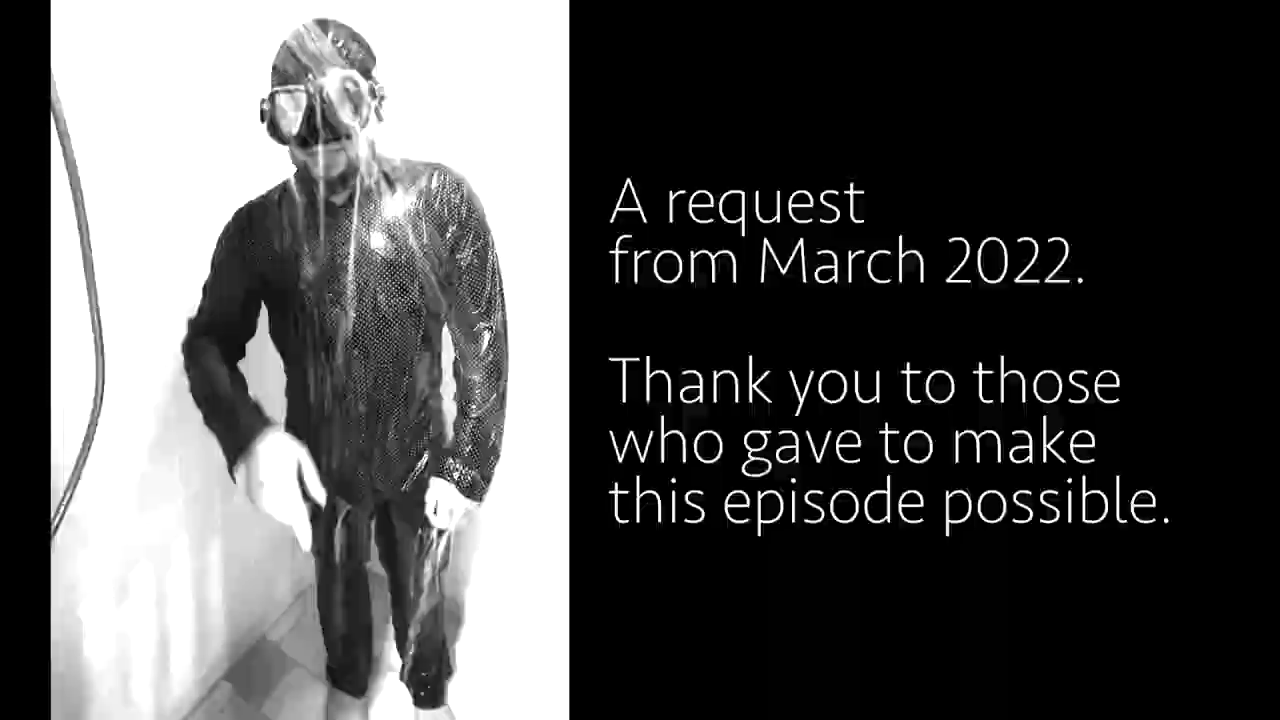 A request
from March 2022.
Thank you to those
who gave to make
this episode possible.